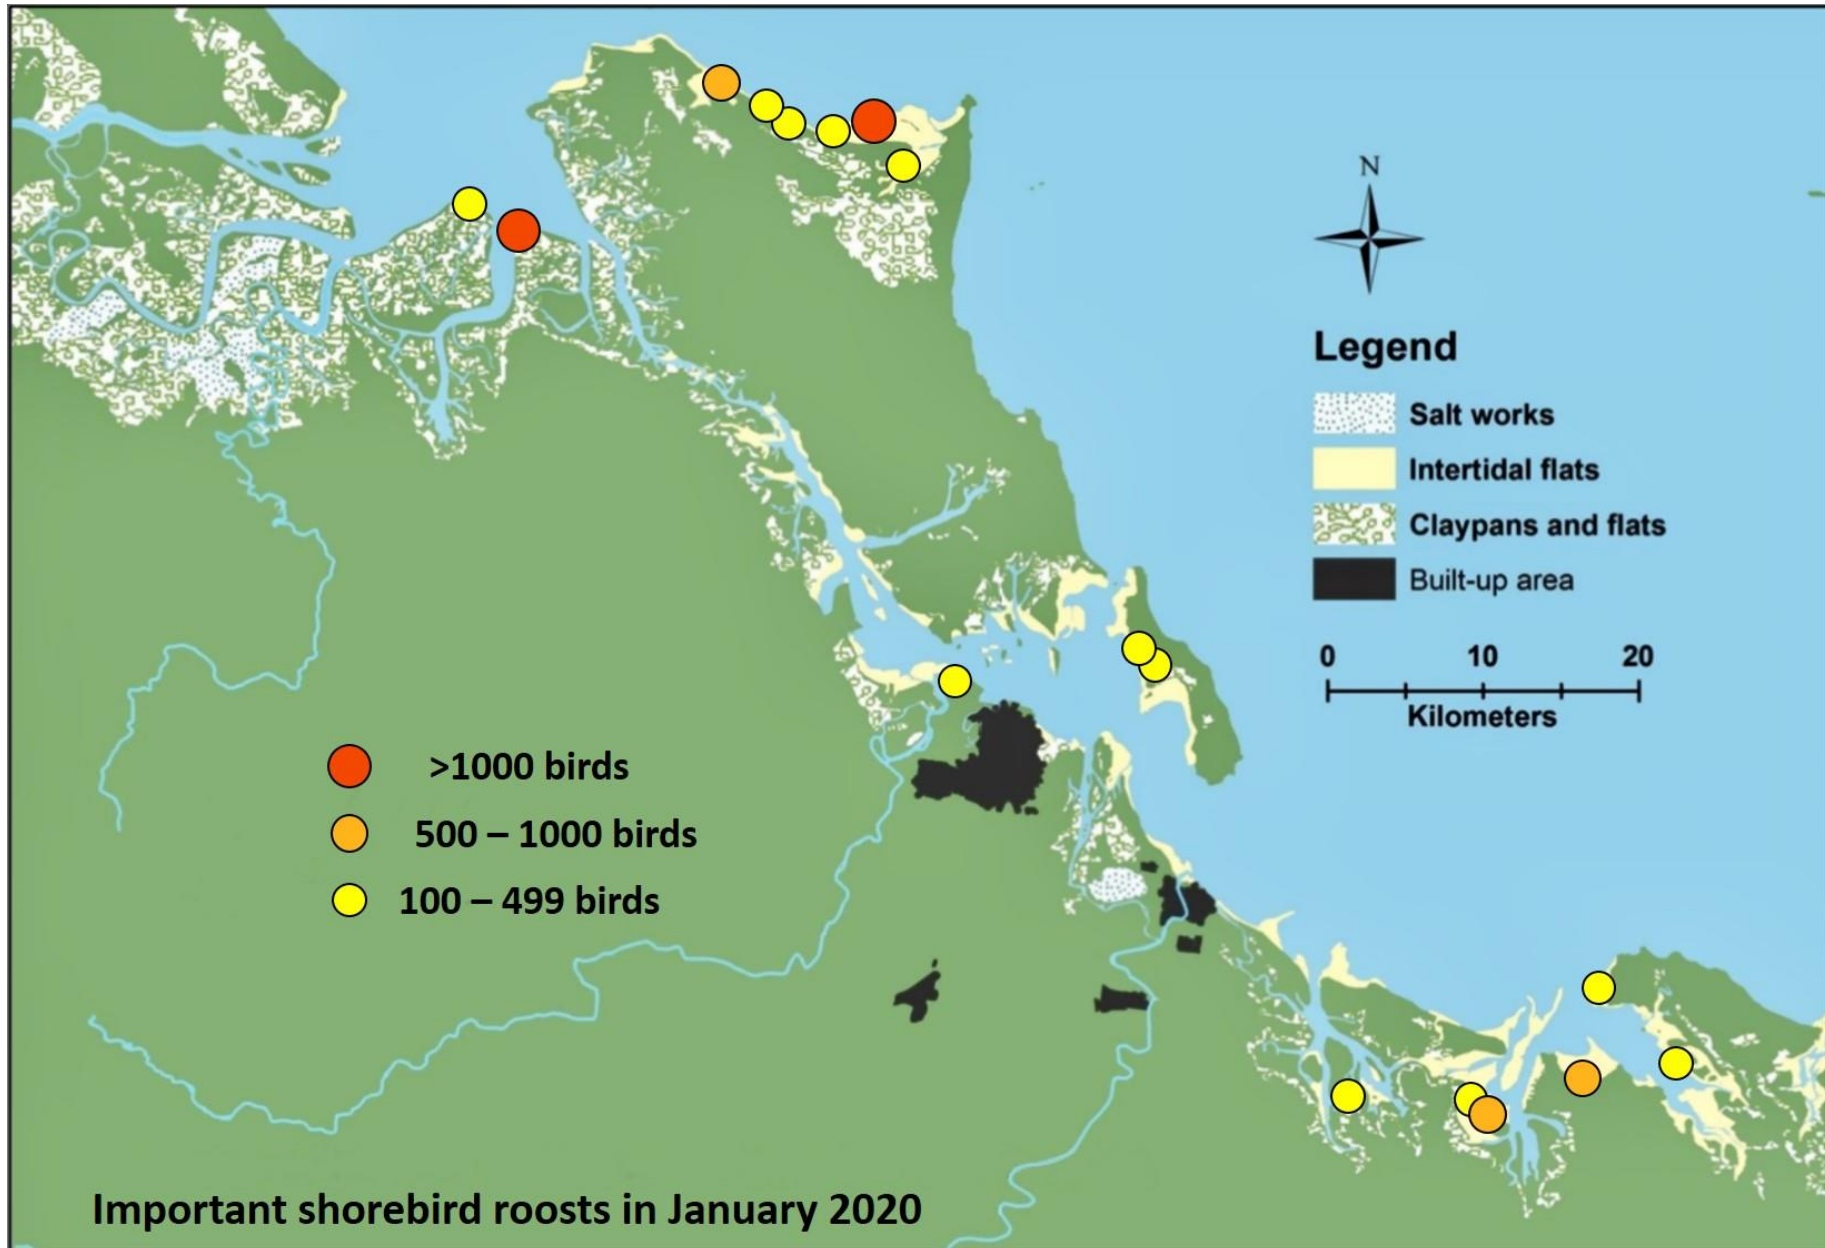 N
Legend
Salt works
Intertidal flats
Claypans and flats
Built-up area
0 10 20
Kilometers
>1000 birds
500 – 1000 birds
100 – 499 birds
Important shorebird roosts in January 2020